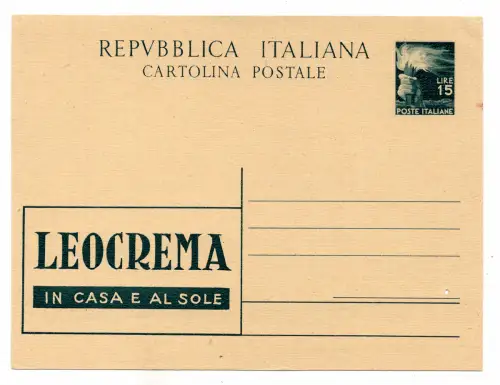 REPVBBLICA ITALIANA
CARTOLINA POSTALE
LIRE
15
POSTE ITALIANE
LEOCREMA
IN CASA E AL SOLE